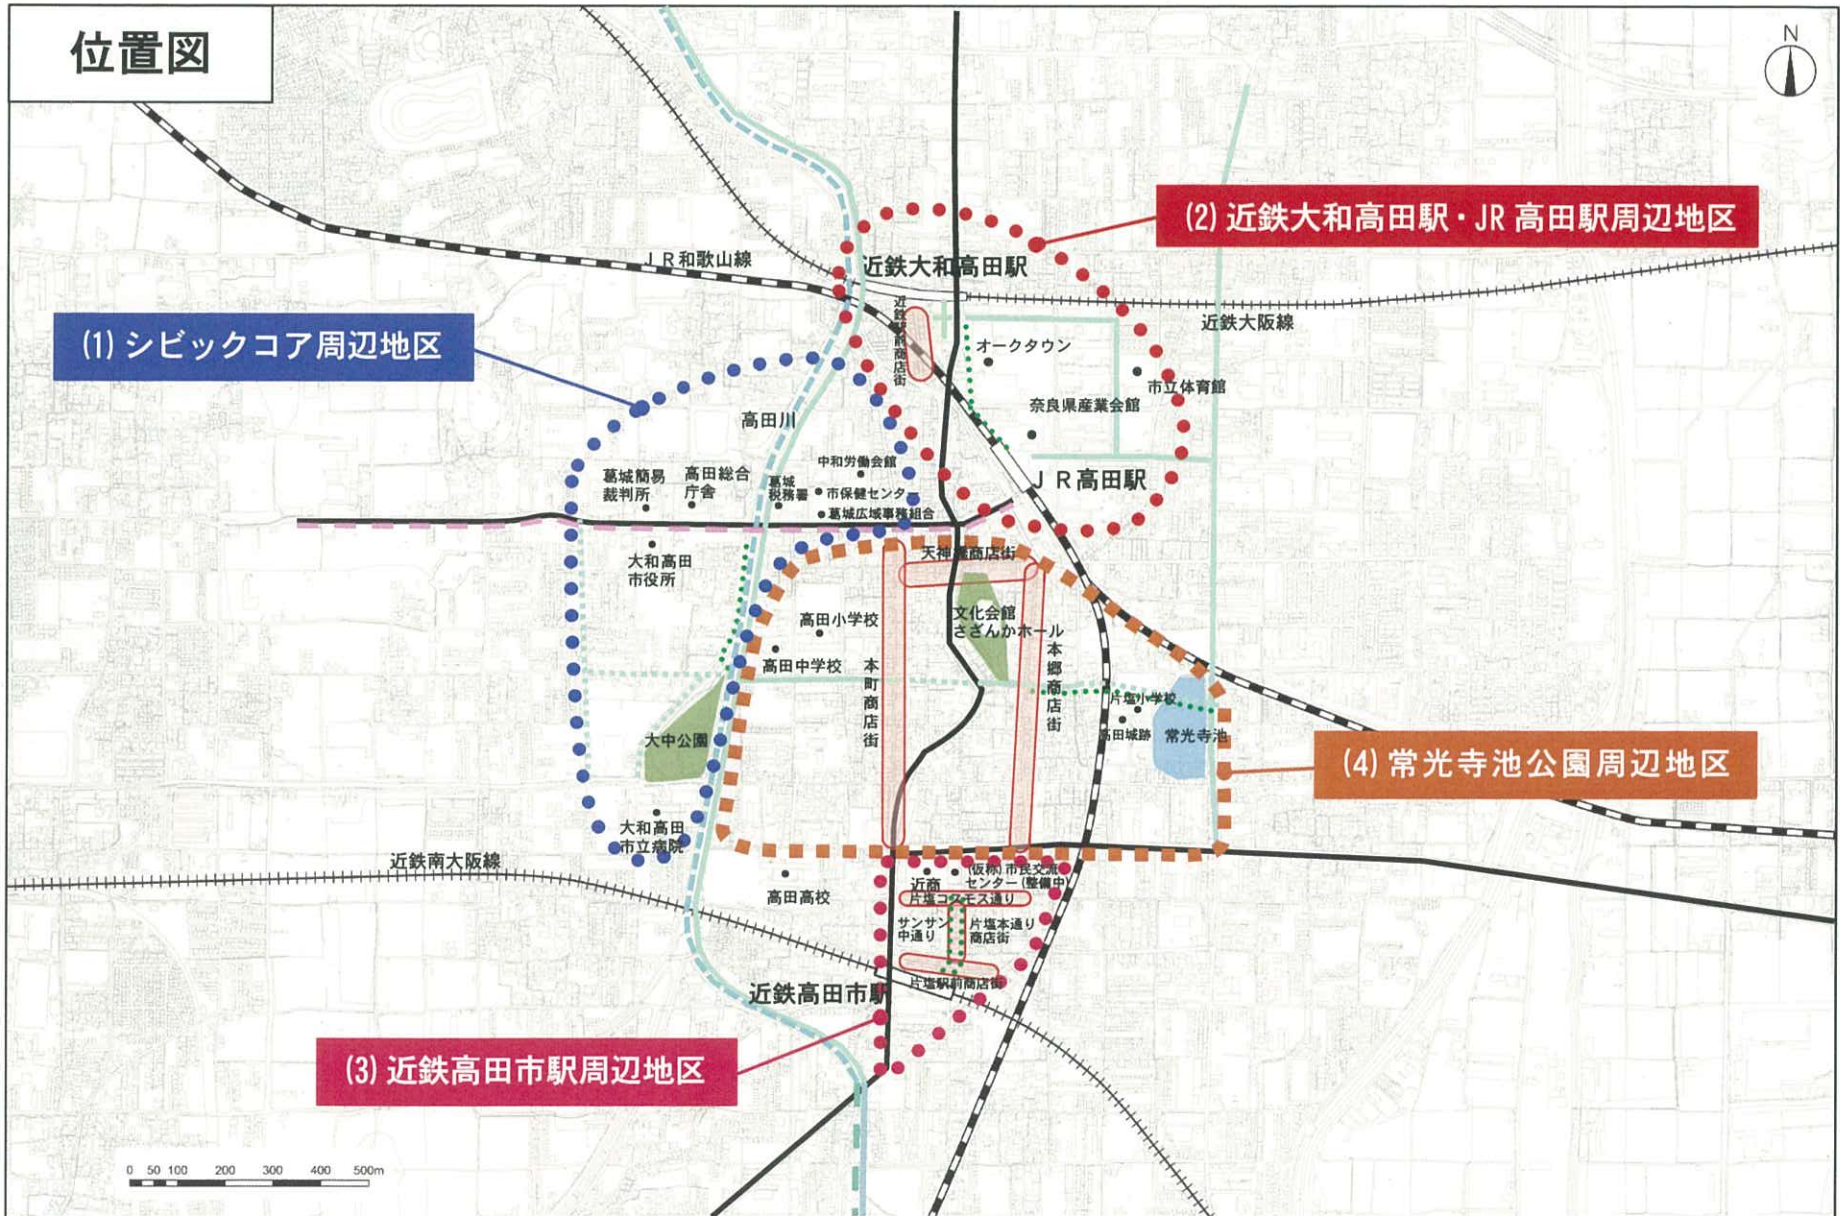 位置図
N
(2) 近鉄大和高田駅・JR 高田駅周辺地区
JR和歌山線
近鉄大和高田駅
近鉄駅前商店街
近鉄大阪線
(1) シビックコア周辺地区
オークタウン
市立体育館
奈良県産業会館
高田川
中和労働会館
葛城簡易
裁判所
高田総合
庁舎
葛城
税務署
市保健センター
葛城広域事務組合
JR高田駅
大和高田
市役所
天神橋商店街
高田小学校
文化会館
さざんかホール
高田中学校
本町商店街
本郷商店街
片塩小学校
高田城跡
常光寺池
大中公園
(4) 常光寺池公園周辺地区
大和高田
市立病院
近鉄南大阪線
高田高校
近商
(仮称)市民交流
センター(整備中)
片塩コスモス通り
サンサン
中通り
片塩本通り
商店街
片塩駅前商店街
近鉄高田市駅
(3) 近鉄高田市駅周辺地区
0 50 100 200 300 400 500m